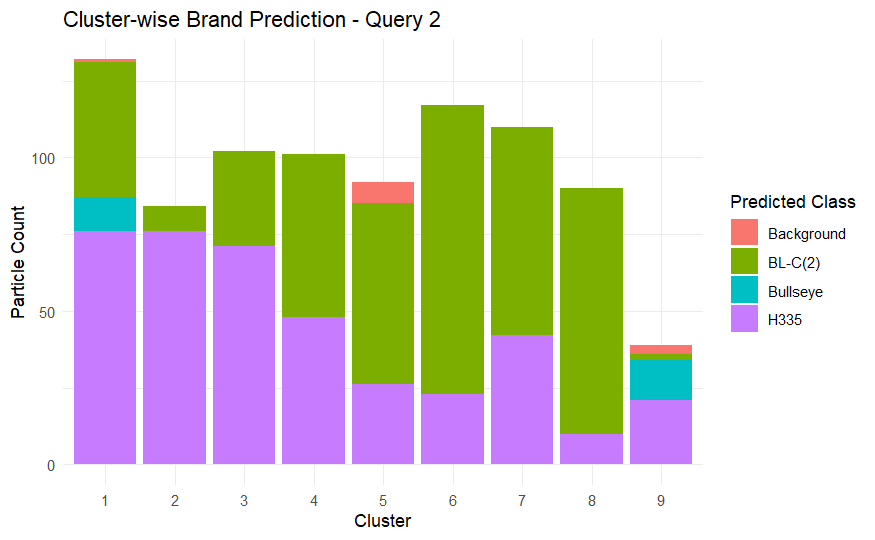 Cluster-wise Brand Prediction - Query 2
Particle Count
100
50
0
1 2 3 4 5 6 7 8 9
Cluster
Predicted Class
Background
BL-C(2)
Bullseye
H335